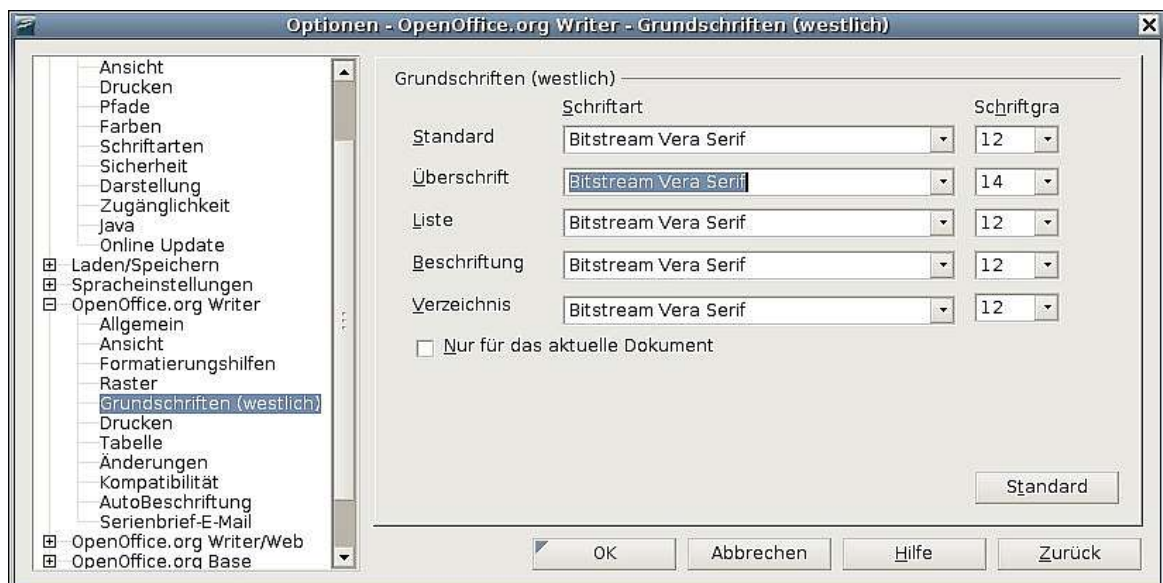 Optionen - OpenOffice.org Writer - Grundschriften (westlich)
Ansicht
Drucken
Pfade
Farben
Schriftarten
Sicherheit
Darstellung
Zugänglichkeit
Java
Online Update
Laden/Speichern
Spracheinstellungen
OpenOffice.org Writer
Allgemein
Ansicht
Formatierungshilfen
Raster
Grundschriften (westlich)
Drucken
Tabelle
Änderungen
Kompatibilität
AutoBeschriftung
Serienbrief-E-Mail
OpenOffice.org Writer/Web
OpenOffice.org Base
Grundschriften (westlich)
Schriftart Schriftgra
Standard Bitstream Vera Serif 12
Überschrift Bitstream Vera Serif 14
Liste Bitstream Vera Serif 12
Beschriftung Bitstream Vera Serif 12
Verzeichnis Bitstream Vera Serif 12
Nur für das aktuelle Dokument
Standard
OK Abbrechen Hilfe Zurück